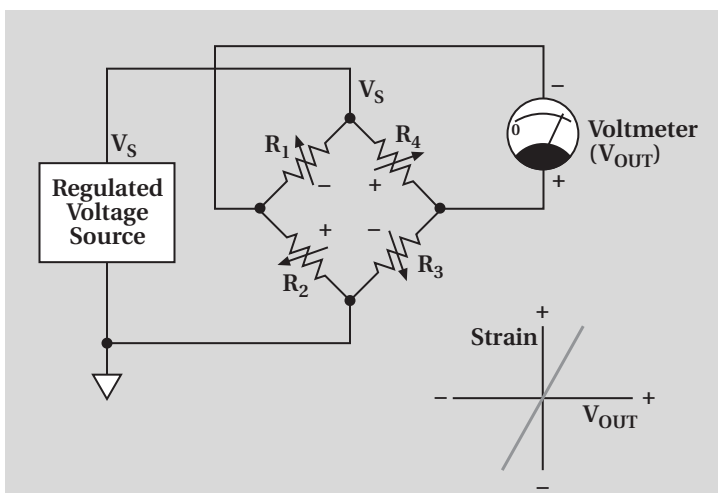 V_S
−
V_S
R_1
R_4
0
Voltmeter
(V_OUT)
−
+
+
Regulated
Voltage
Source
+
−
R_2
R_3
+
Strain
−
+
V_OUT
−